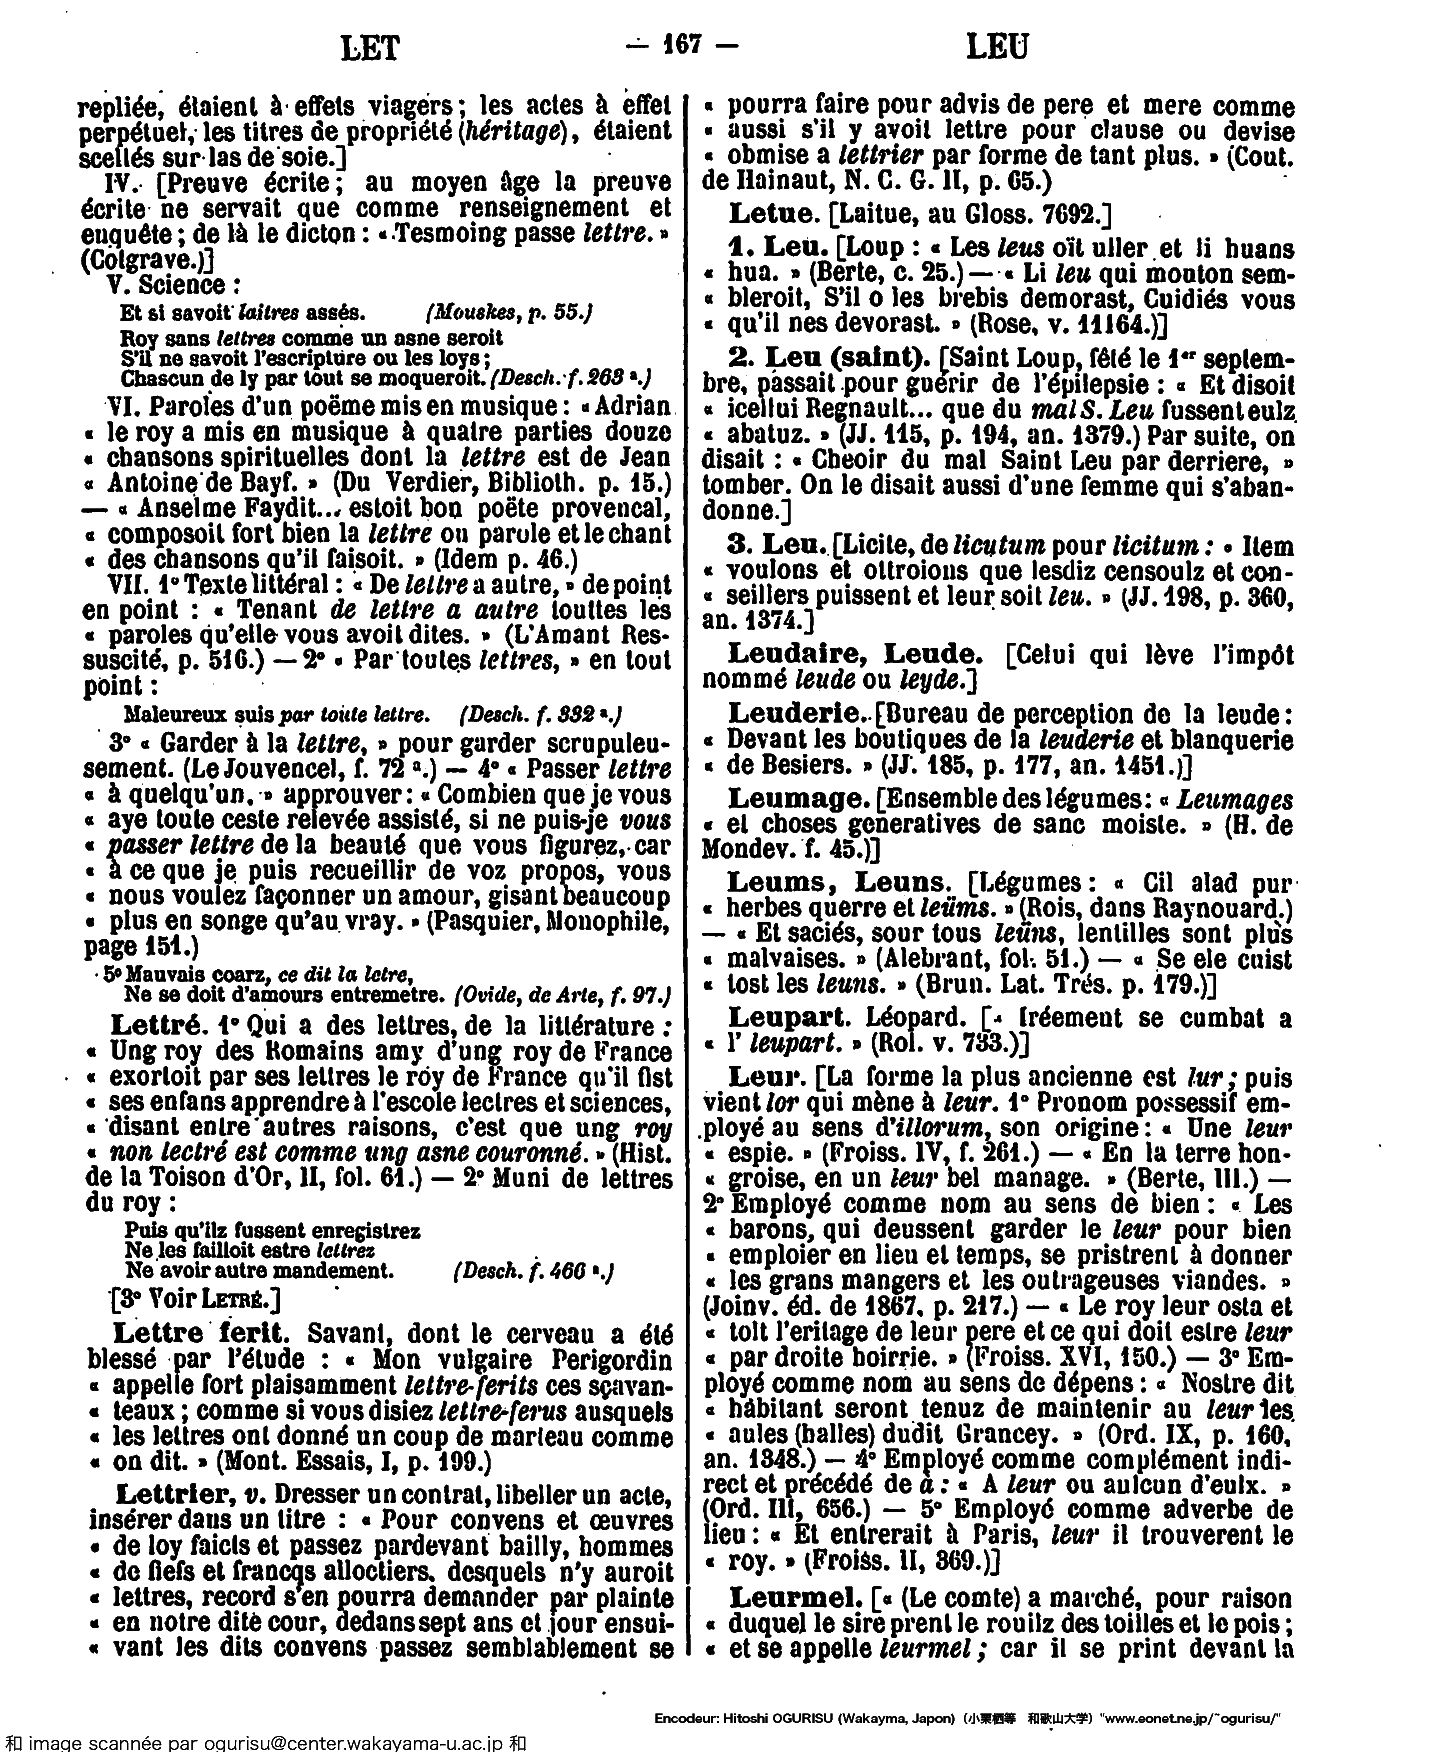 LET — 167 — LEU
repliée, étaient à effets viagers ; les actes à effet
perpétuel, les titres de propriété (héritage), étaient
scellés sur las de soie.]
IV. [Preuve écrite ; au moyen âge la preuve
écrite ne servait que comme renseignement et
enquête ; de là le dicton : « Tesmoing passe lettre. »
(Cotgrave.)]
V. Science :
Et si savoit laitres assés. (Mouskes, p. 55.)
Roy sans lettres comme un asne seroit
S'il ne savoit l'escripture ou les loys ;
Chascun de ly par tout se moqueroit. (Desch. f. 263 a.)
VI. Paroles d'un poëme mis en musique : « Adrian
« le roy a mis en musique à quatre parties douze
« chansons spirituelles dont la lettre est de Jean
« Antoine de Bayf. » (Du Verdier, Biblioth. p. 15.)
— « Anselme Faydit... estoit bon poëte provencal,
« composoit fort bien la lettre ou parole et le chant
« des chansons qu'il faisoit. » (Idem p. 46.)
VII. 1° Texte littéral : « De lettre a autre, » de point
en point : « Tenant de lettre a autre touttes les
« paroles qu'elle vous avoit dites. » (L'Amant Res-
suscité, p. 516.) — 2° « Par toutes lettres, » en tout
point :
Maleureux suis par toute lettre. (Desch. f. 332 a.)
3° « Garder à la lettre, » pour garder scrupuleu-
sement. (Le Jouvencel, f. 72 a.) — 4° « Passer lettre
« à quelqu'un, » approuver : « Combien que je vous
« aye toute ceste relevée assisté, si ne puis-je vous
« passer lettre de la beauté que vous figurez, car
« à ce que je puis recueillir de voz propos, vous
« nous voulez façonner un amour, gisant beaucoup
« plus en songe qu'au vray. » (Pasquier, Monophile,
page 151.)
5° Mauvais coarz, ce dit la letre,
Ne se doit d'amours entremetre. (Ovide, de Arte, f. 97.)
Lettré. 1° Qui a des lettres, de la littérature :
« Ung roy des Romains amy d'ung roy de France
« exortoit par ses lettres le roy de France qu'il fist
« ses enfans apprendre à l'escole lectres et sciences,
« disant entre autres raisons, c'est que ung roy
« non lectré est comme ung asne couronné. » (Hist.
de la Toison d'Or, II, fol. 61.) — 2° Muni de lettres
du roy :
Puis qu'ilz fussent enregistrez
Ne les failloit estre lettrez
Ne avoir autre mandement. (Desch. f. 466 a.)
[3° Voir LETRÉ.]
Lettre ferit. Savant, dont le cerveau a été
blessé par l'étude : « Mon vulgaire Perigordin
« appelle fort plaisamment lettre-ferits ces sçavan-
« teaux ; comme si vous disiez lettre-ferus ausquels
« les lettres ont donné un coup de marteau comme
« on dit. » (Mont. Essais, I, p. 199.)
Lettrier, v. Dresser un contrat, libeller un acte,
insérer dans un titre : « Pour convens et œuvres
« de loy faicts et passez pardevant bailly, hommes
« de fiefs et francqs alloctiers, desquels n'y auroit
« lettres, record s'en pourra demander par plainte
« en notre dite cour, dedans sept ans et jour ensui-
« vant les dits convens passez semblablement se
« pourra faire pour advis de pere et mere comme
« aussi s'il y avoit lettre pour clause ou devise
« obmise a lettrier par forme de tant plus. » (Cout.
de Hainaut, N. C. G. II, p. 65.)
Letue. [Laitue, au Gloss. 7692.]
1. Leu. [Loup : « Les leus oït uller et li huans
« hua. » (Berte, c. 25.) — « Li leu qui mouton sem-
« bleroit, S'il o les brebis demorast, Cuidiés vous
« qu'il nes devorast. » (Rose, v. 11164.)]
2. Leu (saint). [Saint Loup, fêté le 1er septem-
bre, passait pour guérir de l'épilepsie : « Et disoit
« icellui Regnault... que du mal S. Leu fussent eulz
« abatuz. » (JJ. 115, p. 194, an. 1379.) Par suite, on
disait : « Cheoir du mal Saint Leu par derriere, »
tomber. On le disait aussi d'une femme qui s'aban-
donne.]
3. Leu. [Licite, de licutum pour licitum : « Item
« voulons et ottroions que lesdiz censoulz et con-
« seillers puissent et leur soit leu. » (JJ. 198, p. 360,
an. 1374.]
Leudaire, Leude. [Celui qui lève l'impôt
nommé leude ou leyde.]
Leuderie. [Bureau de perception de la leude :
« Devant les boutiques de la leuderie et blanquerie
« de Besiers. » (JJ. 185, p. 177, an. 1451.)]
Leumage. [Ensemble des légumes : « Leumages
« et choses generatives de sanc moiste. » (H. de
Mondev. f. 45.)]
Leums, Leuns. [Légumes : « Cil alad pur
« herbes querre et leüms. » (Rois, dans Raynouard.)
— « Et saciés, sour tous leüns, lentilles sont plus
« malvaises. » (Alebrant, fol. 51.) — « Se ele cuist
« tost les leuns. » (Brun. Lat. Trés. p. 179.)]
Leupart. Léopard. [« Iréement se cumbat a
« l' leupart. » (Rol. v. 733.)]
Leur. [La forme la plus ancienne est lur ; puis
vient lor qui mène à leur. 1° Pronom possessif em-
ployé au sens d'illorum, son origine : « Une leur
« espie. » (Froiss. IV, f. 261.) — « En la terre hon-
« groise, en un leur bel manage. » (Berte, III.) —
2° Employé comme nom au sens de bien : « Les
« barons, qui deussent garder le leur pour bien
« emploier en lieu et temps, se pristrent à donner
« les grans mangers et les outrageuses viandes. »
(Joinv. éd. de 1867, p. 217.) — « Le roy leur osta et
« tolt l'eritage de leur pere et ce qui doit estre leur
« par droite hoirrie. » (Froiss. XVI, 150.) — 3° Em-
ployé comme nom au sens de dépens : « Nostre dit
« habitant seront tenuz de maintenir au leur les
« aules (halles) dudit Grancey. » (Ord. IX, p. 160,
an. 1348.) — 4° Employé comme complément indi-
rect et précédé de à : « A leur ou aulcun d'eulx. »
(Ord. III, 656.) — 5° Employé comme adverbe de
lieu : « Et entrerait à Paris, leur il trouverent le
« roy. » (Froiss. II, 369.)]
Leurmel. [« (Le comte) a marché, pour raison
« duquel le sire prent le rouilz des toilles et le pois ;
« et se appelle leurmel ; car il se print devant la
Encodeur: Hitoshi OGURISU (Wakayma, Japon) (小栗栖等 和歌山大学) "www.eonet.ne.jp/~ogurisu/"
和 image scannée par ogurisu@center.wakayama-u.ac.jp 和